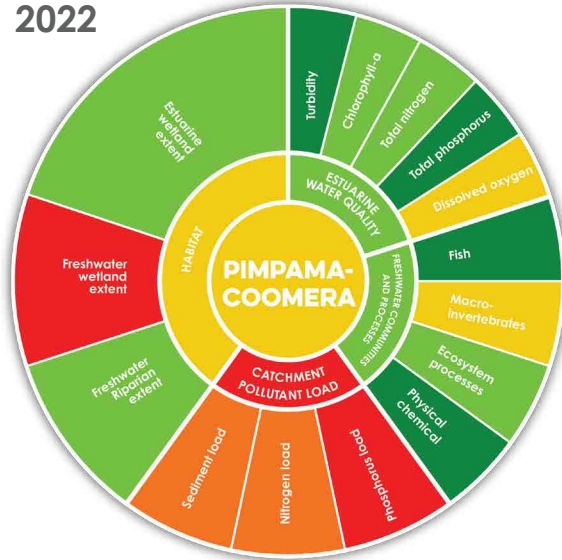 2022
PIMPAMA-
COOMERA
ESTUARINE
WATER QUALITY
Turbidity
Chlorophyll-a
Total nitrogen
Total phosphorus
Dissolved oxygen
FRESHWATER COMMUNITIES
AND PROCESSES
Fish
Macro-
invertebrates
Ecosystem
processes
Physical
chemical
CATCHMENT
POLLUTANT LOAD
Phosphorus load
Nitrogen load
Sediment load
HABITAT
Freshwater
Riparian
extent
Freshwater
wetland
extent
Estuarine
wetland
extent